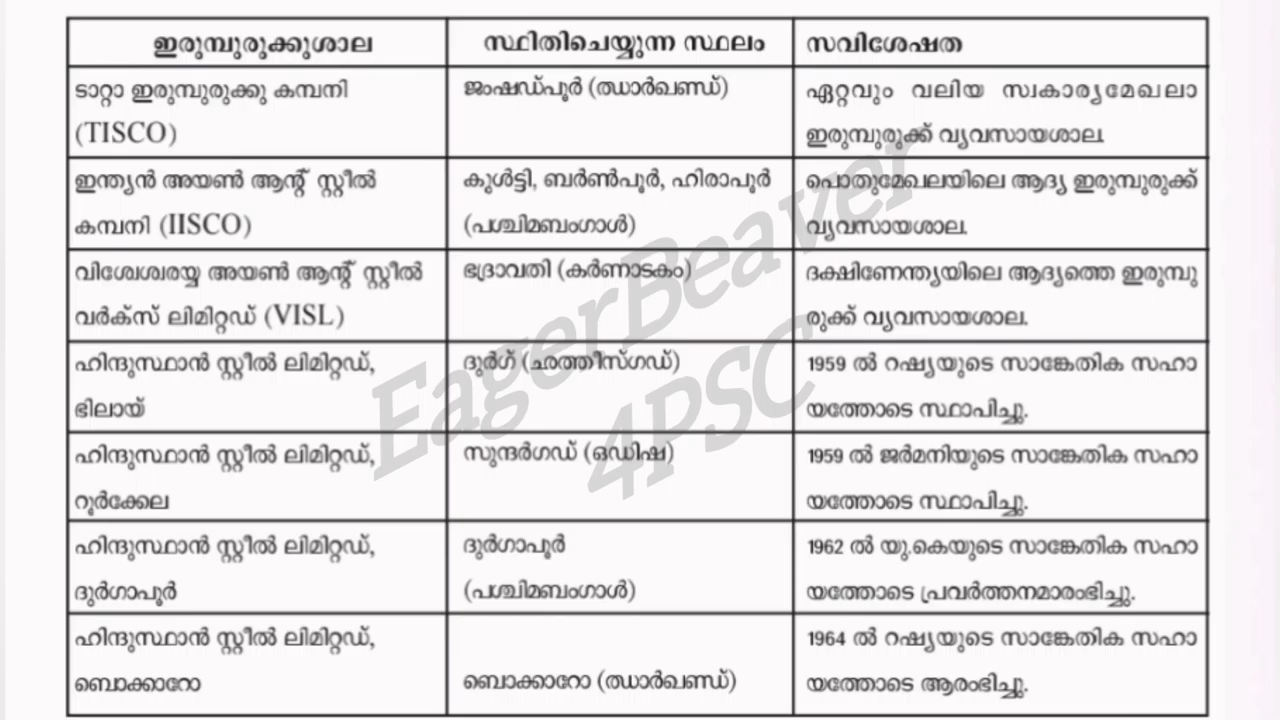 ഇരുമ്പുരുക്കുശാല
സ്ഥിതിചെയ്യുന്ന സ്ഥലം
സവിശേഷത
ടാറ്റാ ഇരുമ്പുരുക്കു കമ്പനി
(TISCO)
ജംഷഡ്പൂർ (ഝാർഖണ്ഡ്)
ഏറ്റവും വലിയ സ്വകാര്യമേഖലാ
ഇരുമ്പുരുക്ക് വ്യവസായശാല
ഇന്ത്യൻ അയൺ ആന്റ് സ്റ്റീൽ
കമ്പനി (IISCO)
കുൾട്ടി, ബർൺപൂർ, ഹിരാപൂർ
(പശ്ചിമബംഗാൾ)
പൊതുമേഖലയിലെ ആദ്യ ഇരുമ്പുരുക്ക്
വ്യവസായശാല.
വിശ്വേശ്വരയ്യ അയൺ ആന്റ് സ്റ്റീൽ
വർക്സ് ലിമിറ്റഡ് (VISL)
ഭദ്രാവതി (കർണാടകം)
ദക്ഷിണേന്ത്യയിലെ ആദ്യത്തെ ഇരുമ്പു
രുക്ക് വ്യവസായശാല.
ഹിന്ദുസ്ഥാൻ സ്റ്റീൽ ലിമിറ്റഡ്,
ഭിലായ്
ദുർഗ് (ഛത്തീസ്ഗഡ്)
1959 ൽ റഷ്യയുടെ സാങ്കേതിക സഹാ
യത്തോടെ സ്ഥാപിച്ചു.
ഹിന്ദുസ്ഥാൻ സ്റ്റീൽ ലിമിറ്റഡ്,
റൂർക്കേല
സുന്ദർഗഡ് (ഒഡിഷ)
1959 ൽ ജർമനിയുടെ സാങ്കേതിക സഹാ
യത്തോടെ സ്ഥാപിച്ചു.
ഹിന്ദുസ്ഥാൻ സ്റ്റീൽ ലിമിറ്റഡ്,
ദുർഗാപൂർ
ദുർഗാപൂർ
(പശ്ചിമബംഗാൾ)
1962 ൽ യു.കെയുടെ സാങ്കേതിക സഹാ
യത്തോടെ പ്രവർത്തനമാരംഭിച്ചു.
ഹിന്ദുസ്ഥാൻ സ്റ്റീൽ ലിമിറ്റഡ്,
ബൊക്കാറോ
ബൊക്കാറോ (ഝാർഖണ്ഡ്)
1964 ൽ റഷ്യയുടെ സാങ്കേതിക സഹാ
യത്തോടെ ആരംഭിച്ചു.
EagerBeaver
4PSC